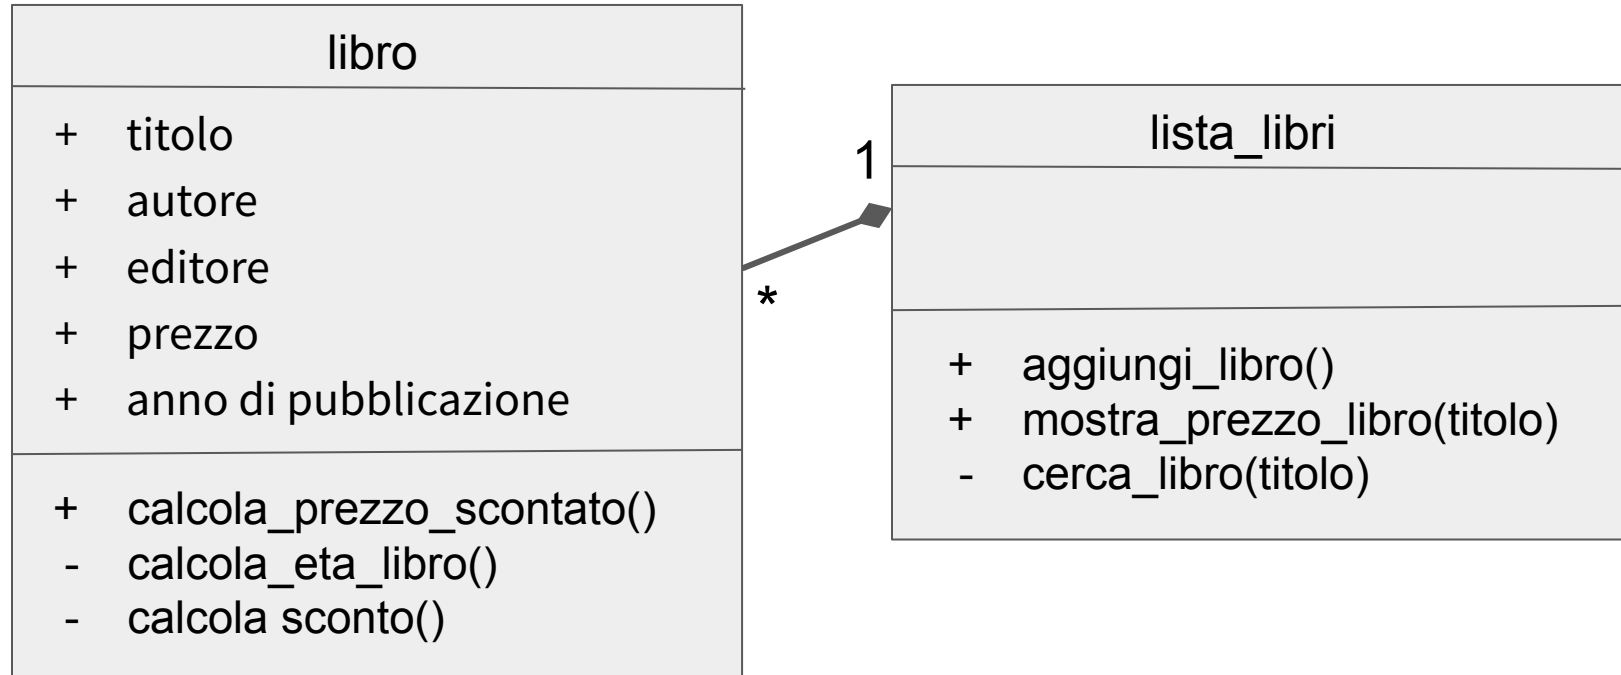 libro
+ titolo
+ autore
+ editore
+ prezzo
+ anno di pubblicazione
+ calcola_prezzo_scontato()
- calcola_eta_libro()
- calcola sconto()
1
*
lista_libri
+ aggiungi_libro()
+ mostra_prezzo_libro(titolo)
- cerca_libro(titolo)